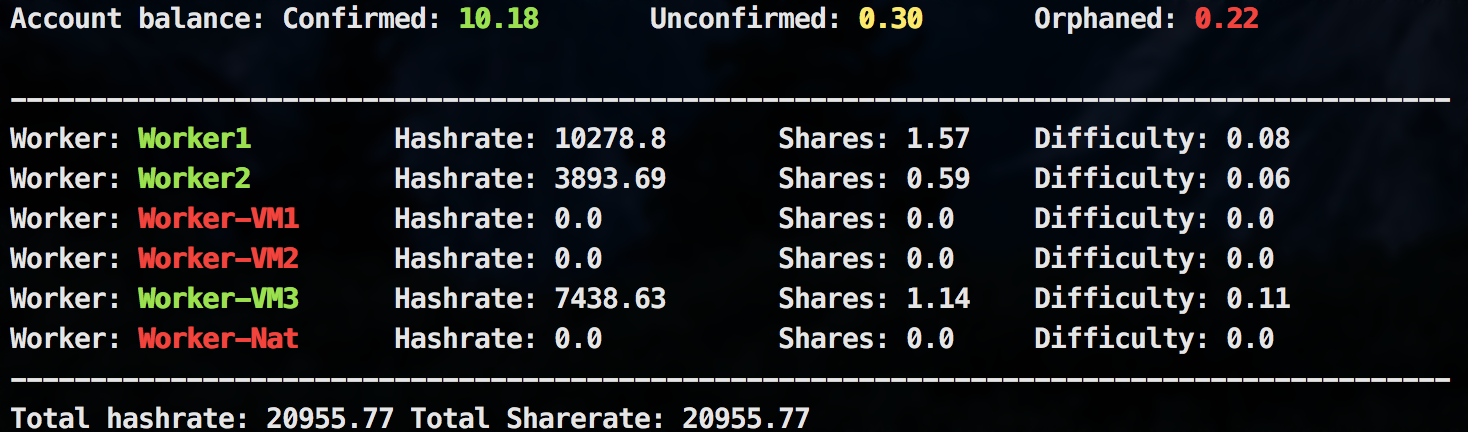 Account balance: Confirmed: 10.18 Unconfirmed: 0.30 Orphaned: 0.22
Worker: Worker1 Hashrate: 10278.8 Shares: 1.57 Difficulty: 0.08
Worker: Worker2 Hashrate: 3893.69 Shares: 0.59 Difficulty: 0.06
Worker: Worker-VM1 Hashrate: 0.0 Shares: 0.0 Difficulty: 0.0
Worker: Worker-VM2 Hashrate: 0.0 Shares: 0.0 Difficulty: 0.0
Worker: Worker-VM3 Hashrate: 7438.63 Shares: 1.14 Difficulty: 0.11
Worker: Worker-Nat Hashrate: 0.0 Shares: 0.0 Difficulty: 0.0
Total hashrate: 20955.77 Total Sharerate: 20955.77